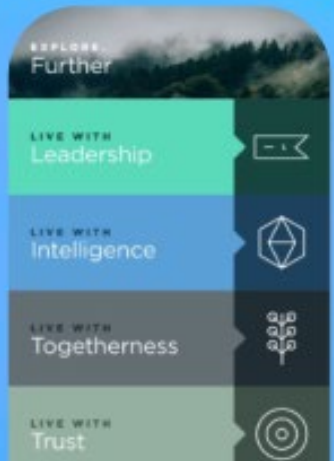 EXPLORE.
Further
LIVE WITH
Leadership
LIVE WITH
Intelligence
LIVE WITH
Togetherness
LIVE WITH
Trust